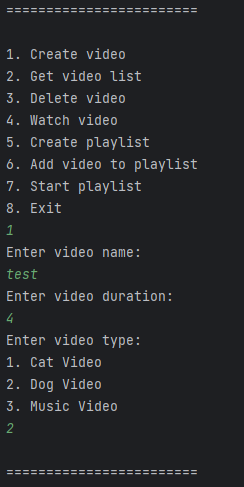 ========================
1. Create video
2. Get video list
3. Delete video
4. Watch video
5. Create playlist
6. Add video to playlist
7. Start playlist
8. Exit
1
Enter video name:
test
Enter video duration:
4
Enter video type:
1. Cat Video
2. Dog Video
3. Music Video
2
========================